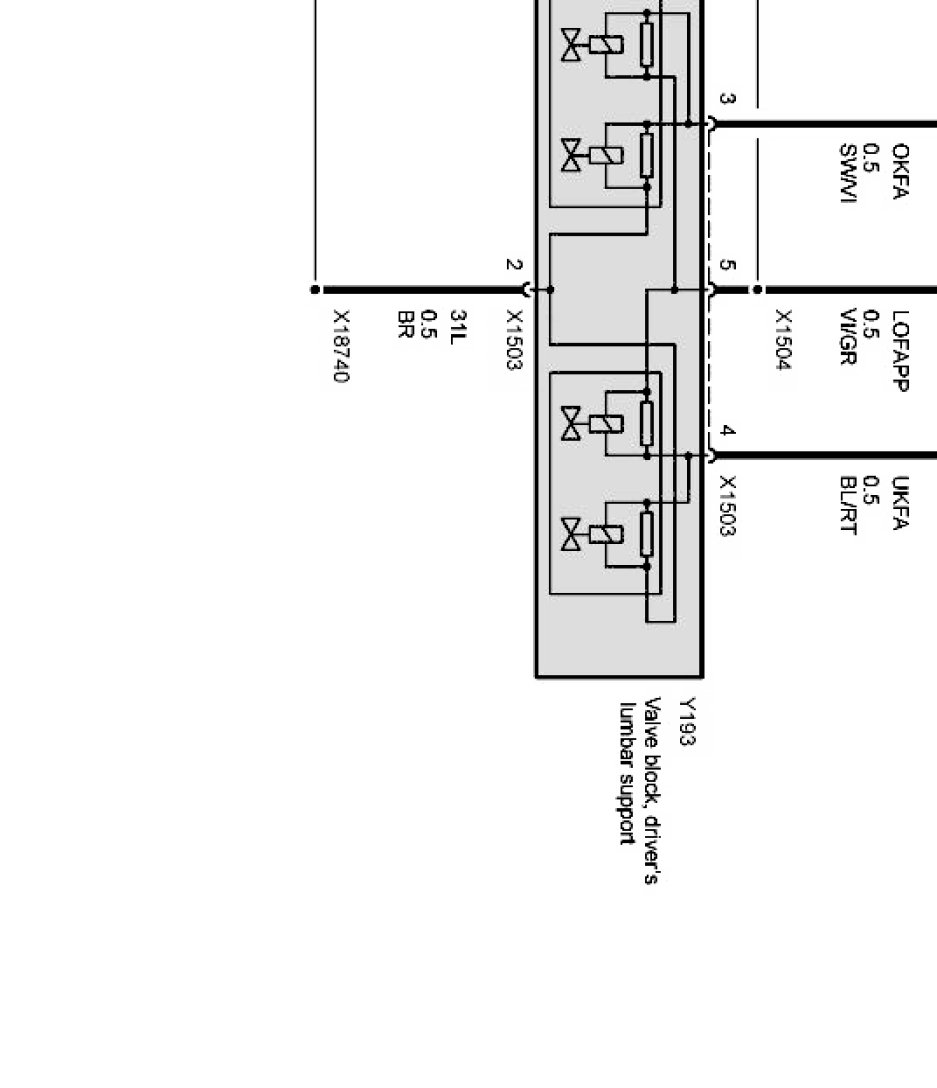 3
OKFA
0.5
SW/VI
5
X1504
LOFAPP
0.5
VI/GR
2
X1503
31L
0.5
BR
X18740
4
X1503
UKFA
0.5
BL/RT
Y193
Valve block, driver's
lumbar support